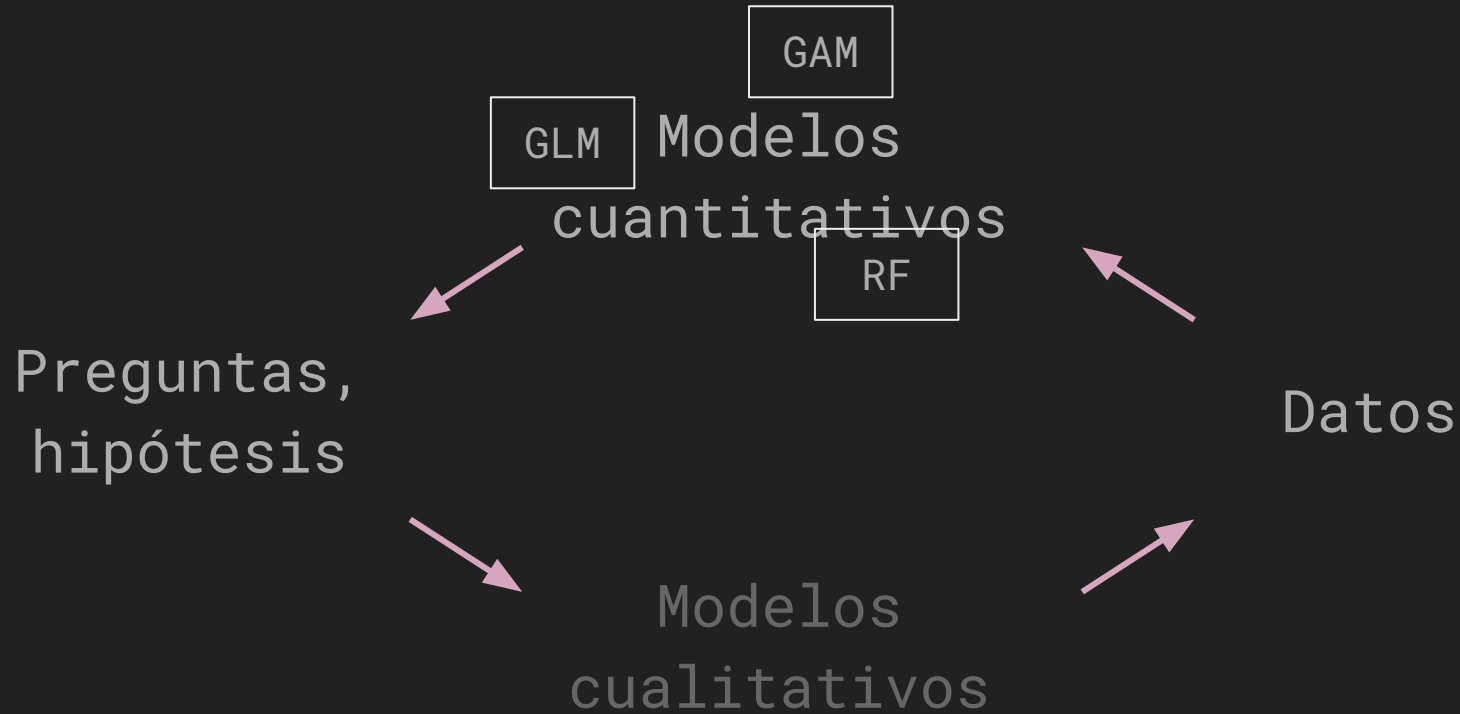 GAM
GLM
Modelos
cuantitativos
RF
Preguntas,
hipótesis
Datos
Modelos
cualitativos